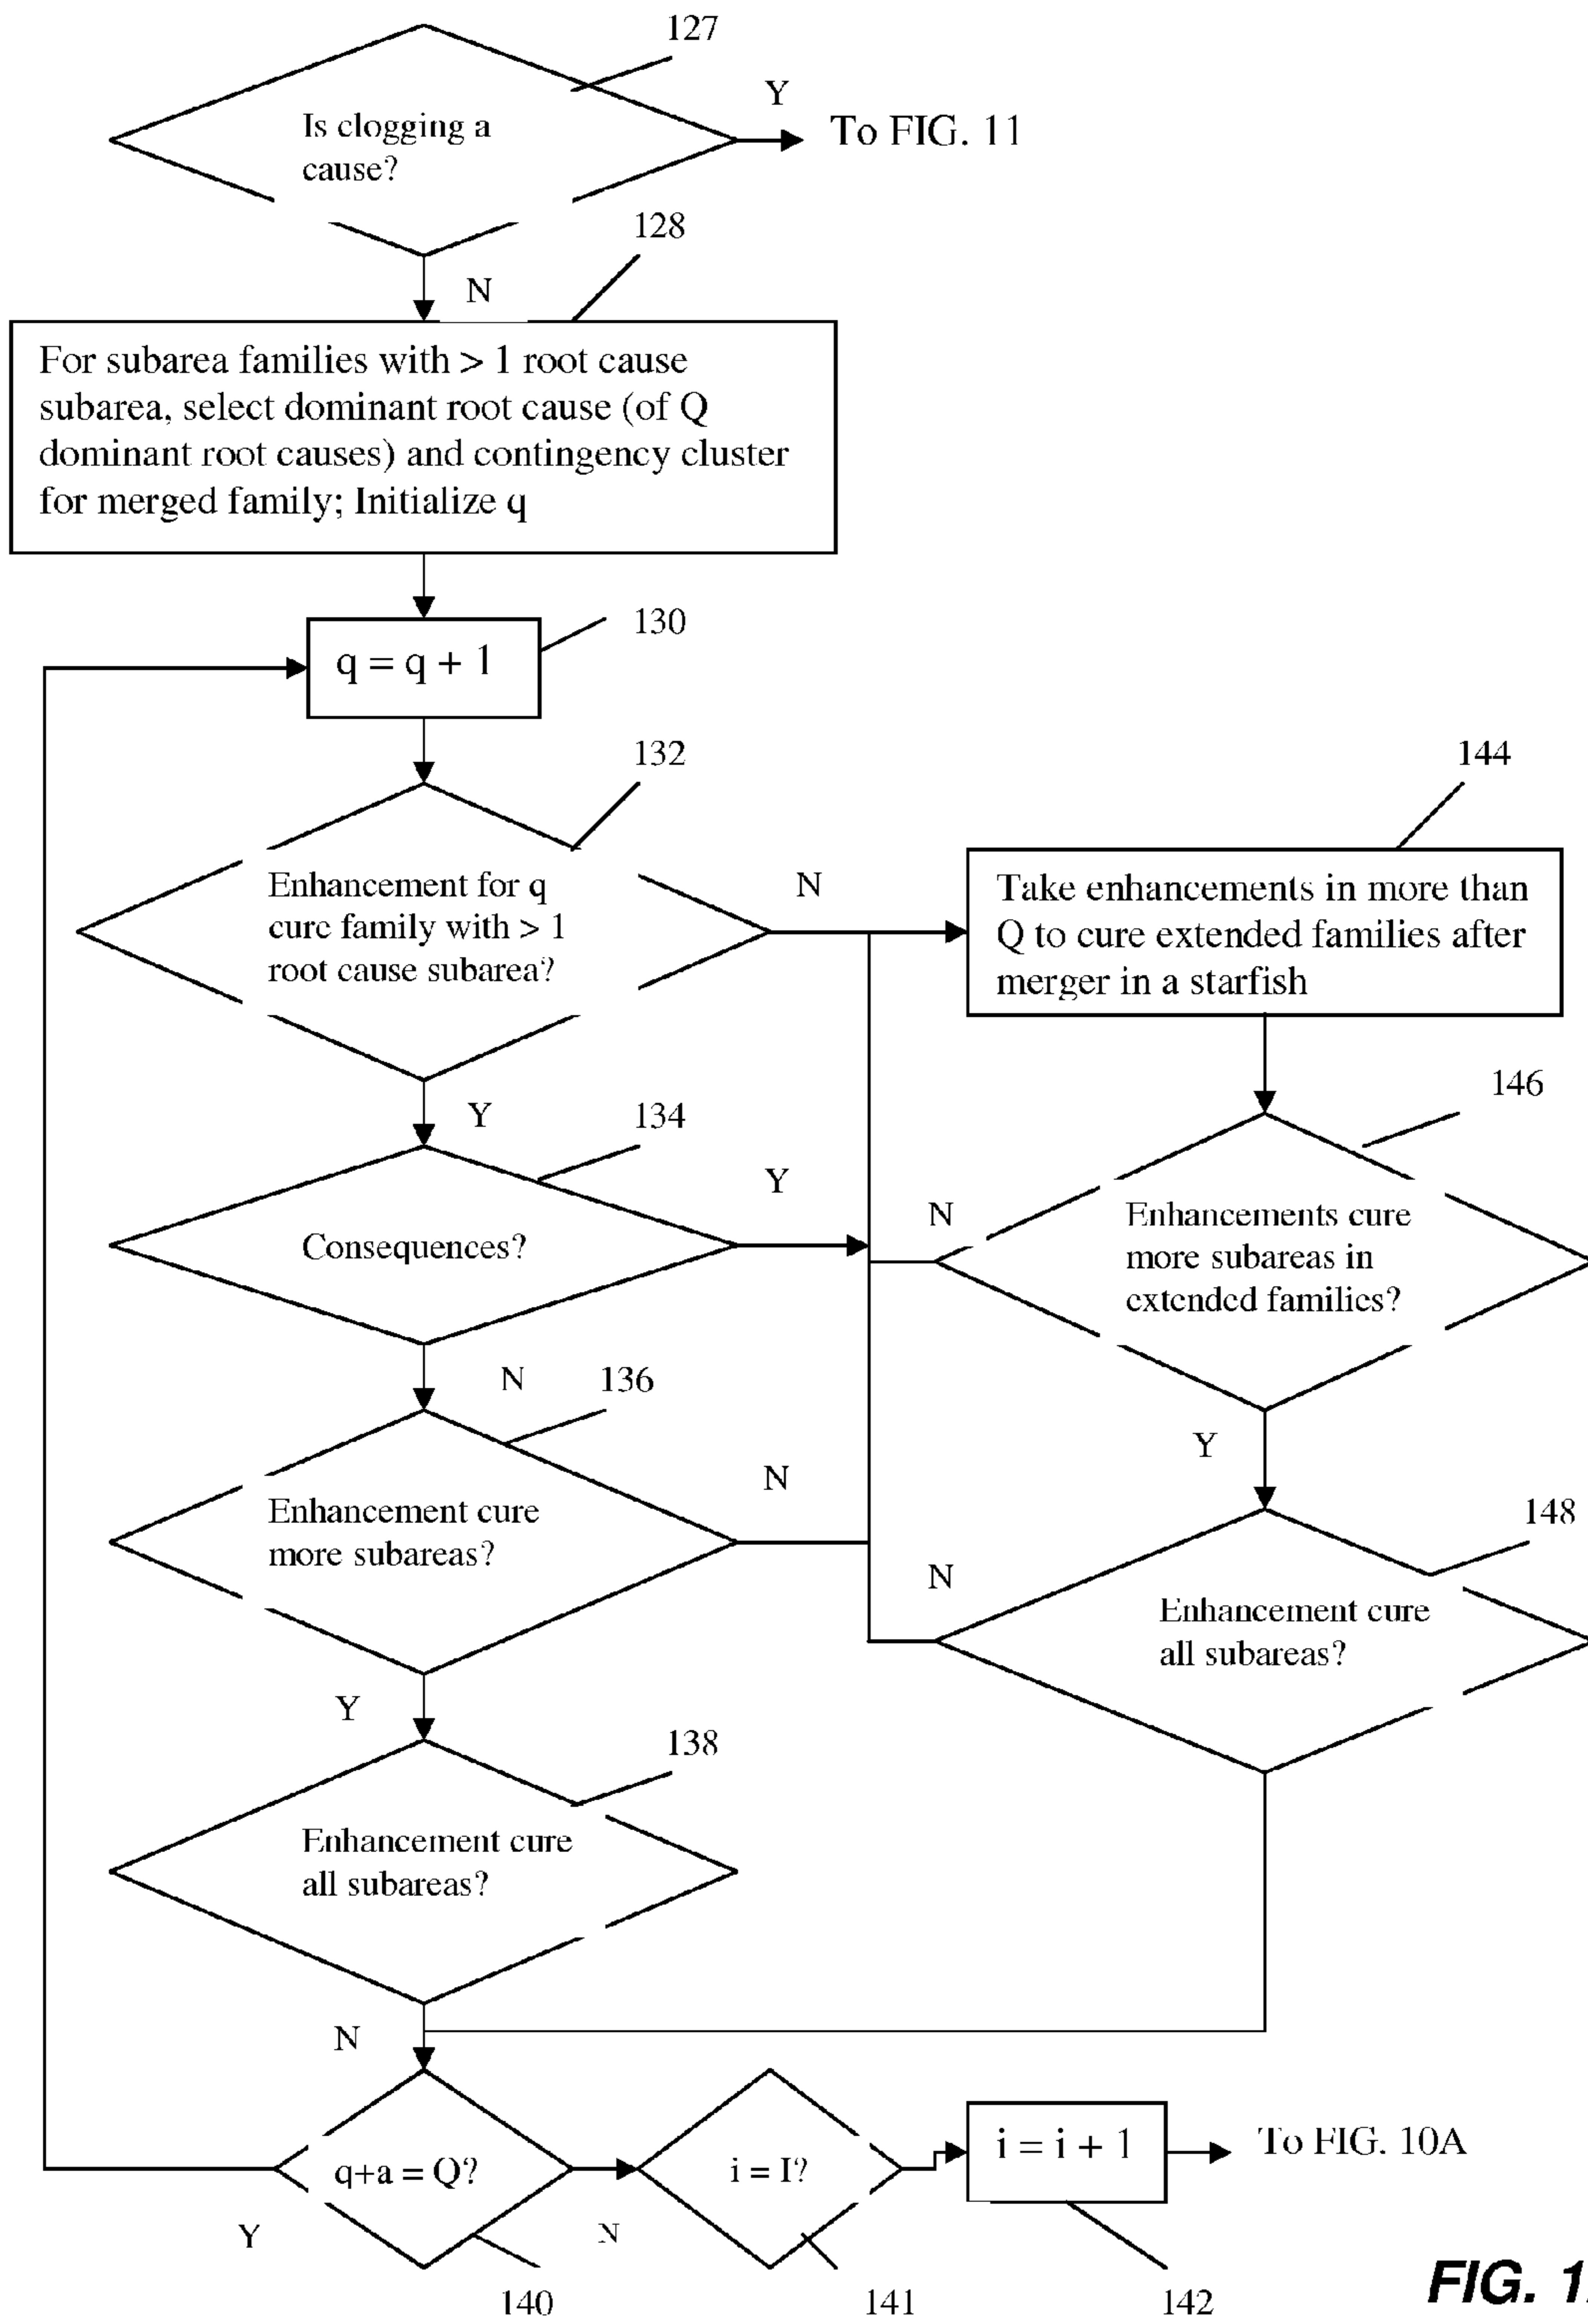 127
Y
Is clogging a
cause?
To FIG. 11
128
N
For subarea families with > 1 root cause
subarea, select dominant root cause (of Q
dominant root causes) and contingency cluster
for merged family; Initialize q
130
q = q + 1
132
144
Enhancement for q
cure family with > 1
root cause subarea?
N
Take enhancements in more than
Q to cure extended families after
merger in a starfish
146
Y
134
Y
Consequences?
N
Enhancements cure
more subareas in
extended families?
N
136
Y
N
Enhancement cure
more subareas?
148
N
Enhancement cure
all subareas?
Y
138
Enhancement cure
all subareas?
N
q+a = Q?
i = I?
i = i + 1
To FIG. 10A
Y
N
140
141
142
FIG. 1